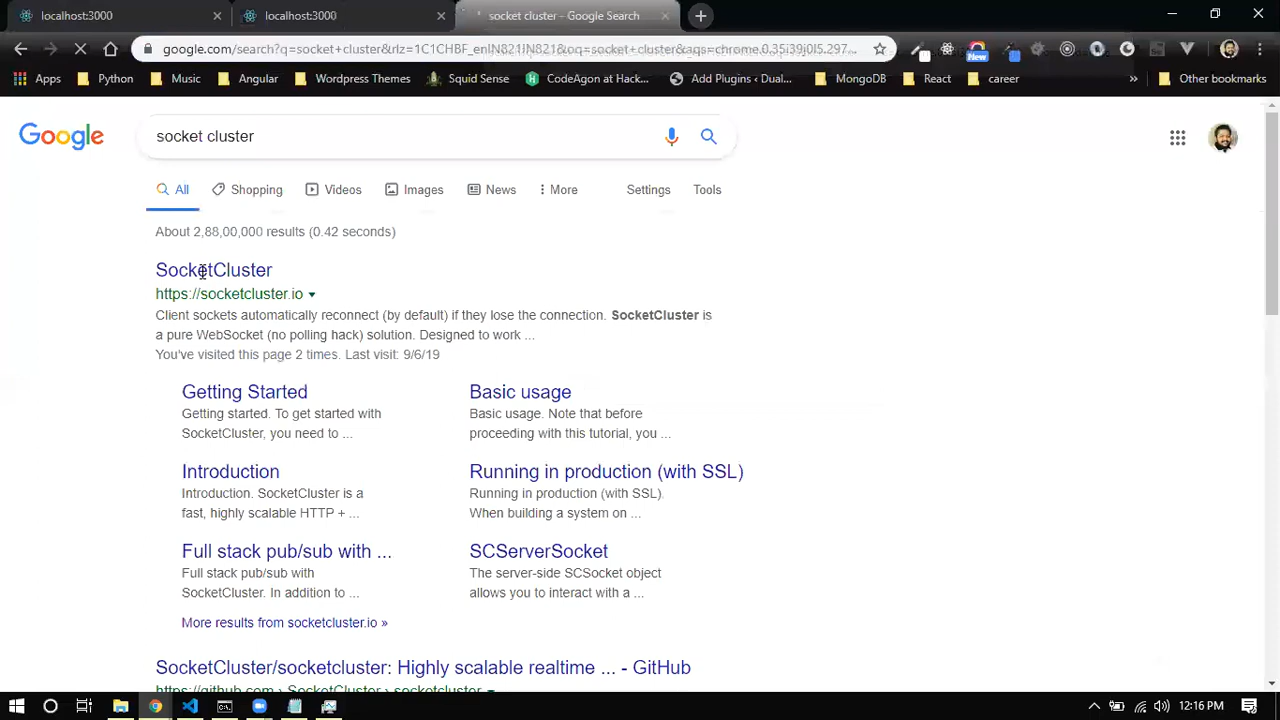 localhost:3000
localhost:3000
socket cluster - Google Search
google.com/search?q=socket+cluster&rlz=1C1CHBF_enIN821IN821&oq=socket+cluster&aqs=chrome.0.35i39j0l5.297...
New
Apps
Python
Music
Angular
Wordpress Themes
Squid Sense
CodeAgon at Hack...
Add Plugins ‹ Dual...
MongoDB
React
career
»
Other bookmarks
Google
socket cluster
All
Shopping
Videos
Images
News
More
Settings
Tools
About 2,88,00,000 results (0.42 seconds)
SocketCluster
https://socketcluster.io
Client sockets automatically reconnect (by default) if they lose the connection. SocketCluster is
a pure WebSocket (no polling hack) solution. Designed to work ...
You've visited this page 2 times. Last visit: 9/6/19
Getting Started
Getting started. To get started with
SocketCluster, you need to ...
Basic usage
Basic usage. Note that before
proceeding with this tutorial, you ...
Introduction
Introduction. SocketCluster is a
fast, highly scalable HTTP + ...
Running in production (with SSL)
Running in production (with SSL).
When building a system on ...
Full stack pub/sub with ...
Full stack pub/sub with
SocketCluster. In addition to ...
SCServerSocket
The server-side SCSocket object
allows you to interact with a ...
More results from socketcluster.io »
SocketCluster/socketcluster: Highly scalable realtime ... - GitHub
https://github.com › SocketCluster › socketcluster
12:16 PM